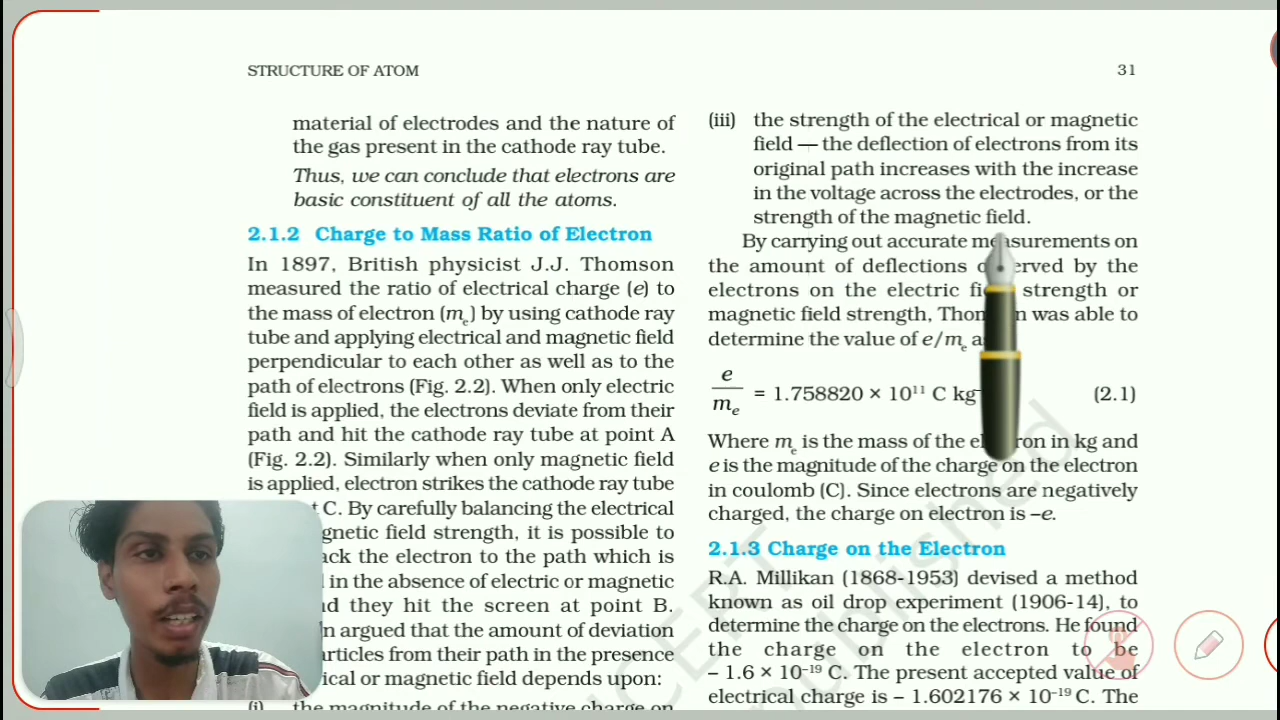 STRUCTURE OF ATOM
31
material of electrodes and the nature of
the gas present in the cathode ray tube.
Thus, we can conclude that electrons are
basic constituent of all the atoms.
2.1.2 Charge to Mass Ratio of Electron
In 1897, British physicist J.J. Thomson
measured the ratio of electrical charge (e) to
the mass of electron (mₑ) by using cathode ray
tube and applying electrical and magnetic field
perpendicular to each other as well as to the
path of electrons (Fig. 2.2). When only electric
field is applied, the electrons deviate from their
path and hit the cathode ray tube at point A
(Fig. 2.2). Similarly when only magnetic field
is applied, electron strikes the cathode ray tube
C. By carefully balancing the electrical
field strength, it is possible to
the electron to the path which is
in the absence of electric or magnetic
they hit the screen at point B.
argued that the amount of deviation
from their path in the presence
or magnetic field depends upon:
(i) the magnitude of the negative charge on
(iii) the strength of the electrical or magnetic
field — the deflection of electrons from its
original path increases with the increase
in the voltage across the electrodes, or the
strength of the magnetic field.
By carrying out accurate measurements on
the amount of deflections observed by the
electrons on the electric field strength or
magnetic field strength, Thomson was able to
determine the value of e/mₑ as
e/mₑ = 1.758820 × 10¹¹ C kg⁻ (2.1)
Where mₑ is the mass of the electron in kg and
e is the magnitude of the charge on the electron
in coulomb (C). Since electrons are negatively
charged, the charge on electron is –e.
2.1.3 Charge on the Electron
R.A. Millikan (1868-1953) devised a method
known as oil drop experiment (1906-14), to
determine the charge on the electrons. He found
the charge on the electron to be
– 1.6 × 10⁻¹⁹ C. The present accepted value of
electrical charge is – 1.602176 × 10⁻¹⁹ C. The